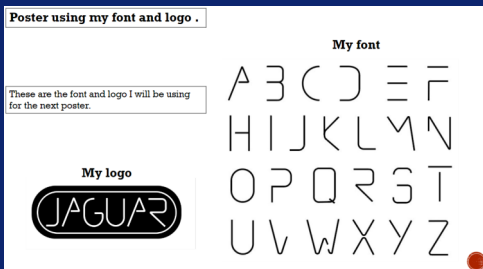 Poster using my font and logo .
My font
A B C D E F
These are the font and logo I will be using
for the next poster.
H I J K L M N
My logo
O P Q R S T
JAGUAR
U V W X Y Z